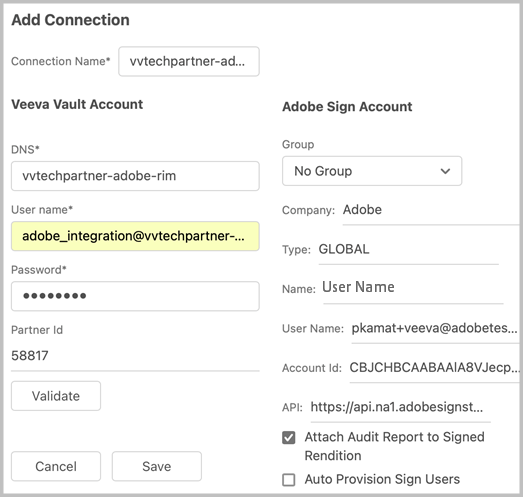 Add Connection
Connection Name* vvtechpartner-ad...
Veeva Vault Account
DNS*
vvtechpartner-adobe-rim
User name*
adobe_integration@vvtechpartner-...
Password*
••••••••
Partner Id
58817
Validate
Cancel Save
Adobe Sign Account
Group
No Group
Company: Adobe
Type: GLOBAL
Name: User Name
User Name: pkamat+veeva@adobetes...
Account Id: CBJCHBCAABAAIA8VJecp...
API: https://api.na1.adobesignst...
Attach Audit Report to Signed
Rendition
Auto Provision Sign Users